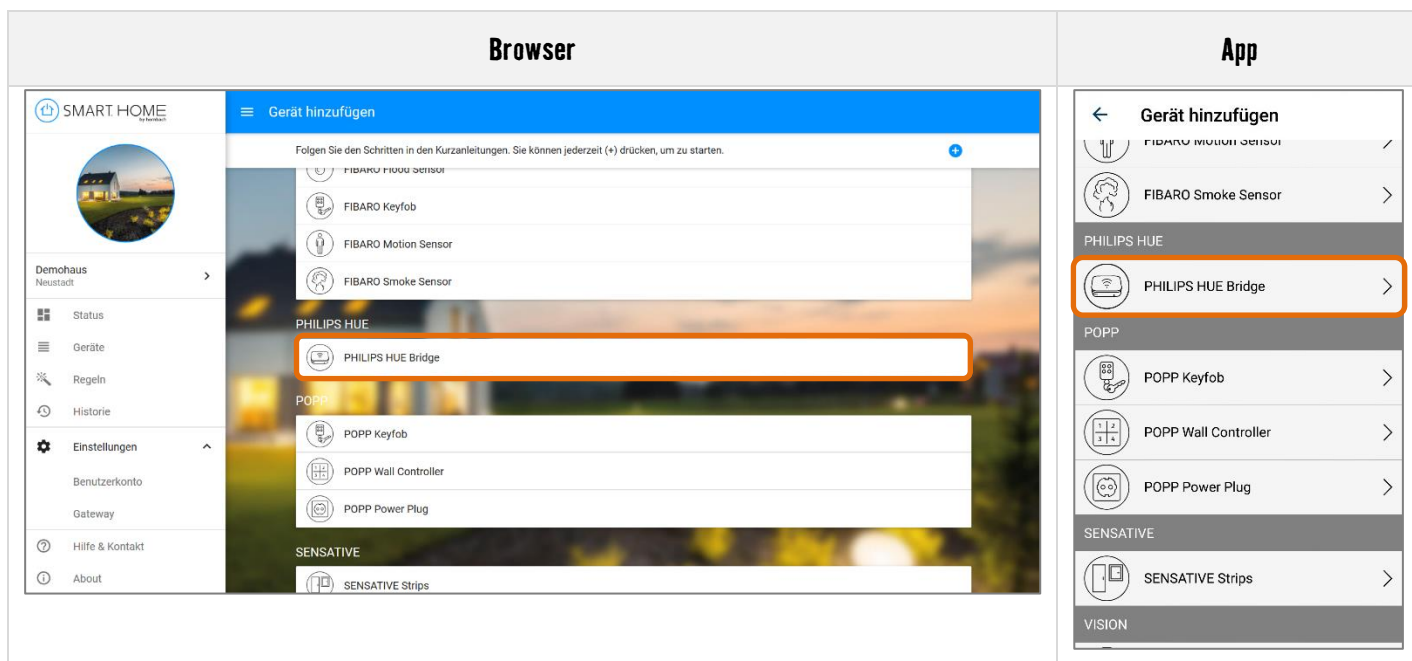 Browser
App
SMART HOME
by hornbach
Demohaus
Neustadt
Status
Geräte
Regeln
Historie
Einstellungen
Benutzerkonto
Gateway
Hilfe & Kontakt
About
Gerät hinzufügen
Folgen Sie den Schritten in den Kurzanleitungen. Sie können jederzeit (+) drücken, um zu starten.
FIBARO Flood Sensor
FIBARO Keyfob
FIBARO Motion Sensor
FIBARO Smoke Sensor
PHILIPS HUE
PHILIPS HUE Bridge
POPP
POPP Keyfob
POPP Wall Controller
POPP Power Plug
SENSATIVE
SENSATIVE Strips
Gerät hinzufügen
FIBARO Motion Sensor
FIBARO Smoke Sensor
PHILIPS HUE
PHILIPS HUE Bridge
POPP
POPP Keyfob
1 2
3 4
POPP Wall Controller
POPP Power Plug
SENSATIVE
SENSATIVE Strips
VISION